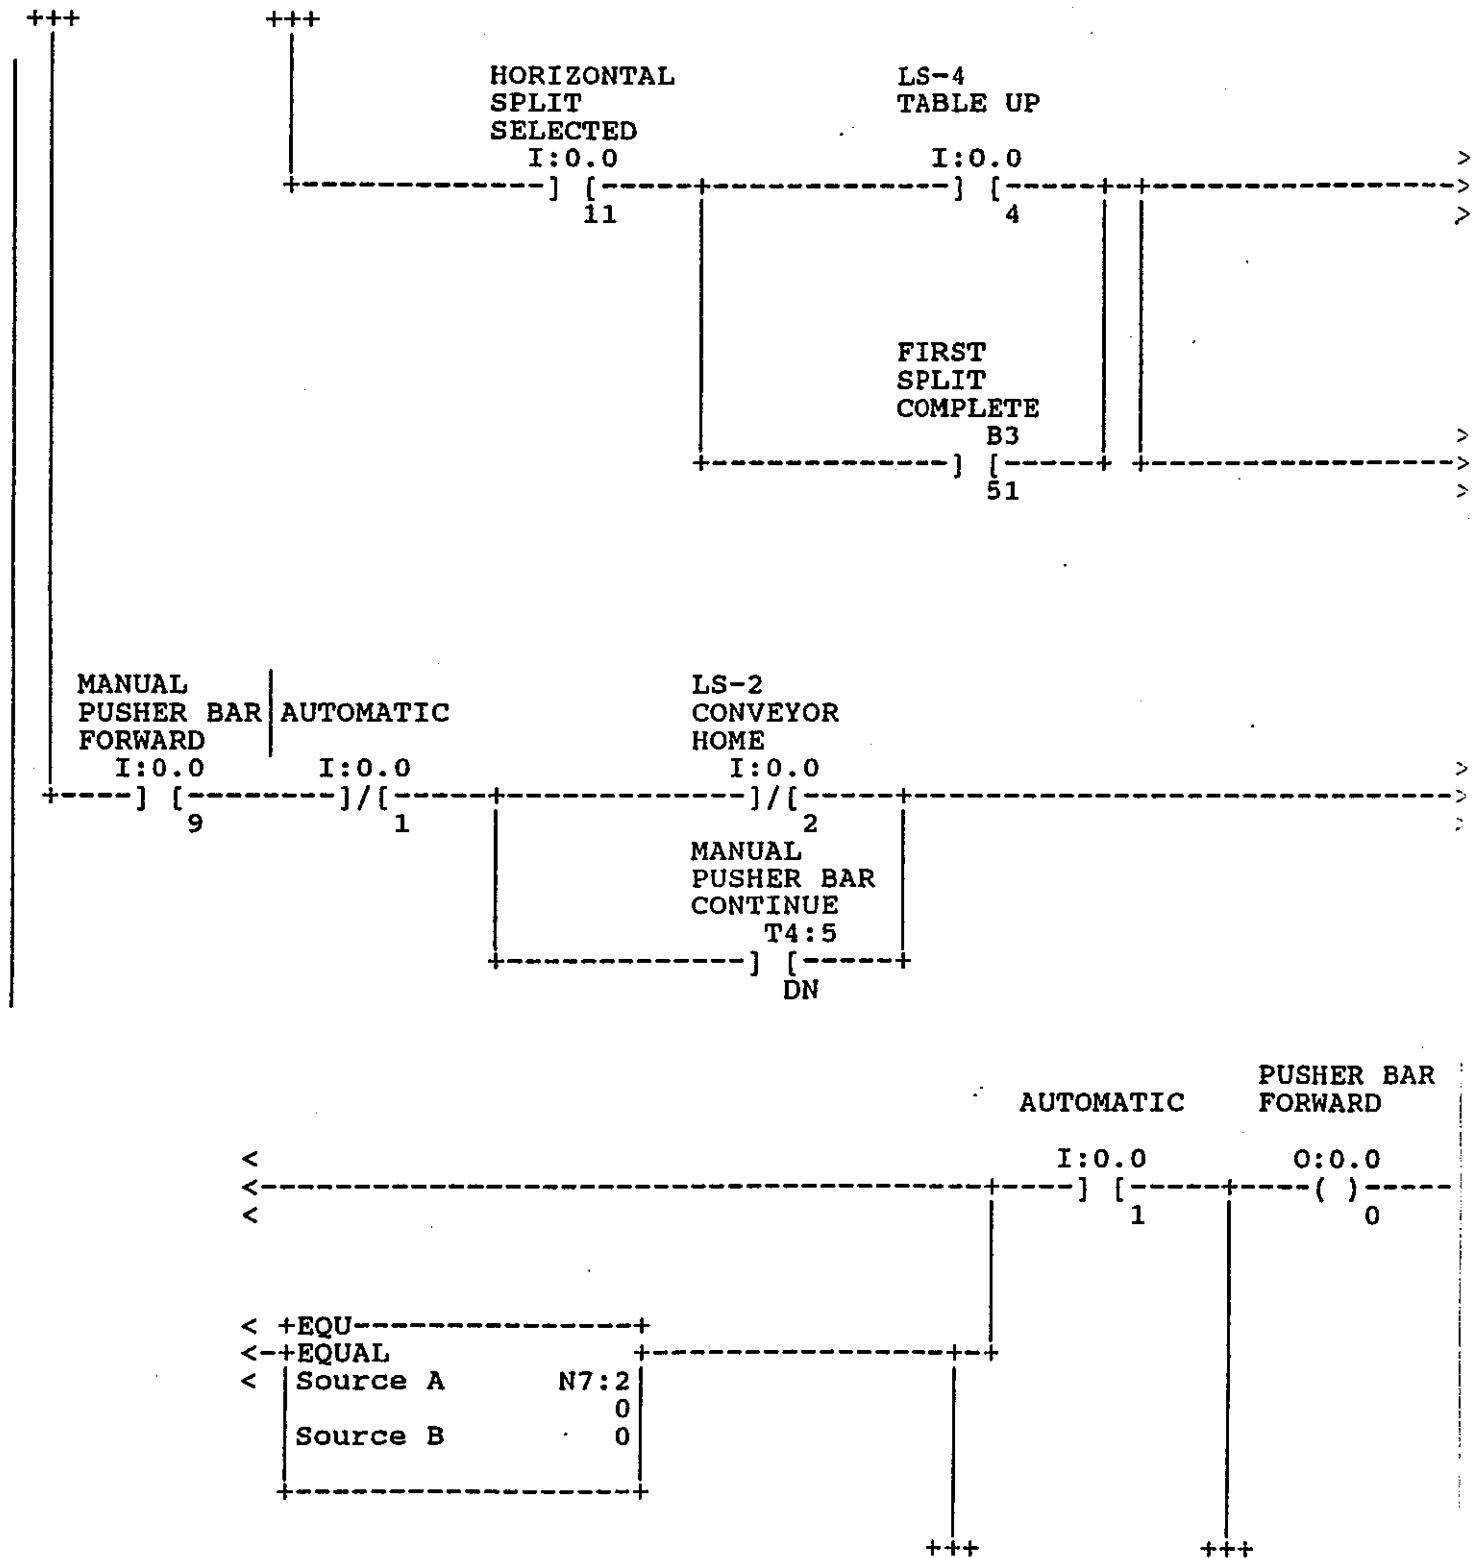 +++ +++
HORIZONTAL LS-4
SPLIT TABLE UP
SELECTED
I:0.0 I:0.0 >
+--------------] [------+--------------] [------+-+------------------>
11 4 >
FIRST
SPLIT
COMPLETE
B3 >
+--------------] [------+ +------------------>
51 >
MANUAL LS-2
PUSHER BAR AUTOMATIC CONVEYOR
FORWARD HOME
I:0.0 I:0.0 I:0.0 >
+-----] [---------]/[------+--------------]/[------+------------------------------->
9 1 2 >
MANUAL
PUSHER BAR
CONTINUE
T4:5
+--------------] [------+
DN
PUSHER BAR
AUTOMATIC FORWARD
< I:0.0 O:0.0
<----------------------------------------+-----] [------+-----( )-----
< 1 0
< +EQU----------------+
<-+EQUAL +-----------------+-+
< Source A N7:2
0
Source B 0
+-------------------+
+++ +++